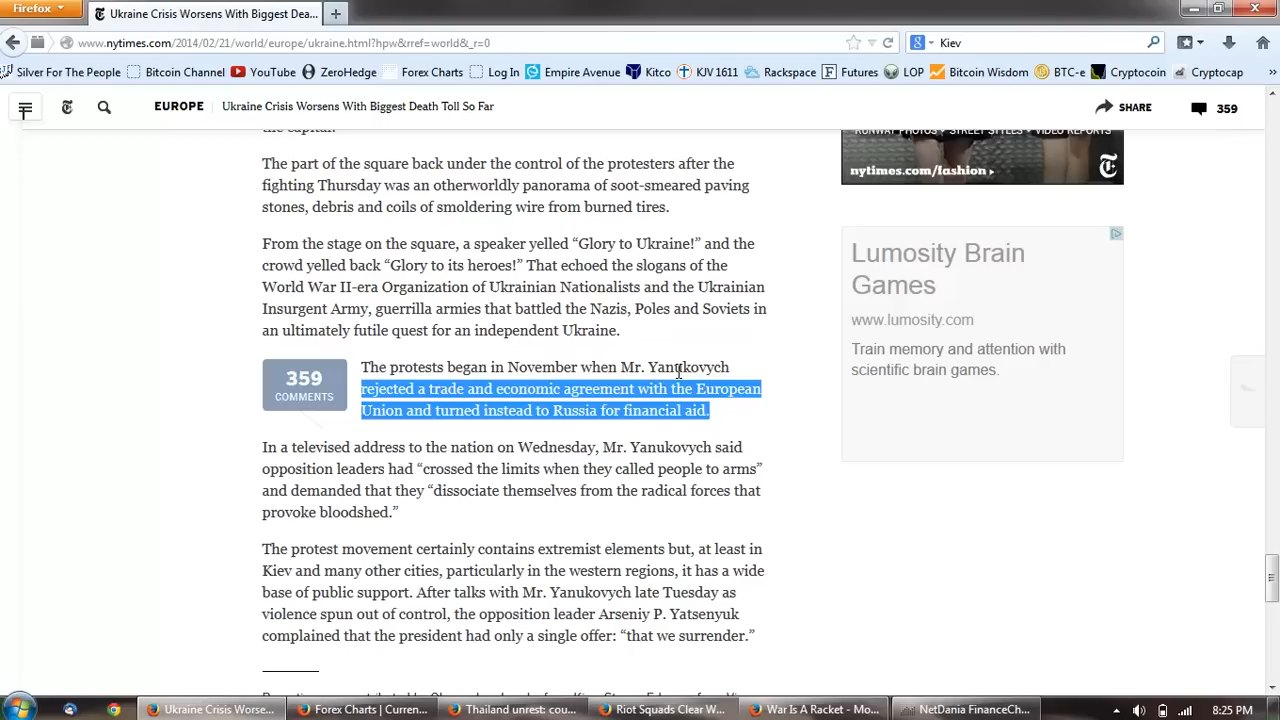 Firefox
Ukraine Crisis Worsens With Biggest Dea...
www.nytimes.com/2014/02/21/world/europe/ukraine.html?hpw&rref=world&_r=0
Kiev
Silver For The People
Bitcoin Channel
YouTube
ZeroHedge
Forex Charts
Log In
Empire Avenue
Kitco
KJV 1611
Rackspace
Futures
LOP
Bitcoin Wisdom
BTC-e
Cryptocoin
Cryptocap
EUROPE
Ukraine Crisis Worsens With Biggest Death Toll So Far
SHARE
359
the capital.
The part of the square back under the control of the protesters after the
fighting Thursday was an otherworldly panorama of soot-smeared paving
stones, debris and coils of smoldering wire from burned tires.
From the stage on the square, a speaker yelled “Glory to Ukraine!” and the
crowd yelled back “Glory to its heroes!” That echoed the slogans of the
World War II-era Organization of Ukrainian Nationalists and the Ukrainian
Insurgent Army, guerrilla armies that battled the Nazis, Poles and Soviets in
an ultimately futile quest for an independent Ukraine.
359
COMMENTS
The protests began in November when Mr. Yanukovych
rejected a trade and economic agreement with the European
Union and turned instead to Russia for financial aid.
In a televised address to the nation on Wednesday, Mr. Yanukovych said
opposition leaders had “crossed the limits when they called people to arms”
and demanded that they “dissociate themselves from the radical forces that
provoke bloodshed.”
The protest movement certainly contains extremist elements but, at least in
Kiev and many other cities, particularly in the western regions, it has a wide
base of public support. After talks with Mr. Yanukovych late Tuesday as
violence spun out of control, the opposition leader Arseniy P. Yatsenyuk
complained that the president had only a single offer: “that we surrender.”
RUNWAY PHOTOS • STREET STYLES • VIDEO REPORTS
nytimes.com/fashion
Lumosity Brain
Games
www.lumosity.com
Train memory and attention with
scientific brain games.
Ukraine Crisis Worse...
Forex Charts | Curren...
Thailand unrest: cou...
Riot Squads Clear W...
War Is A Racket - Mo...
NetDania FinanceCh...
8:25 PM